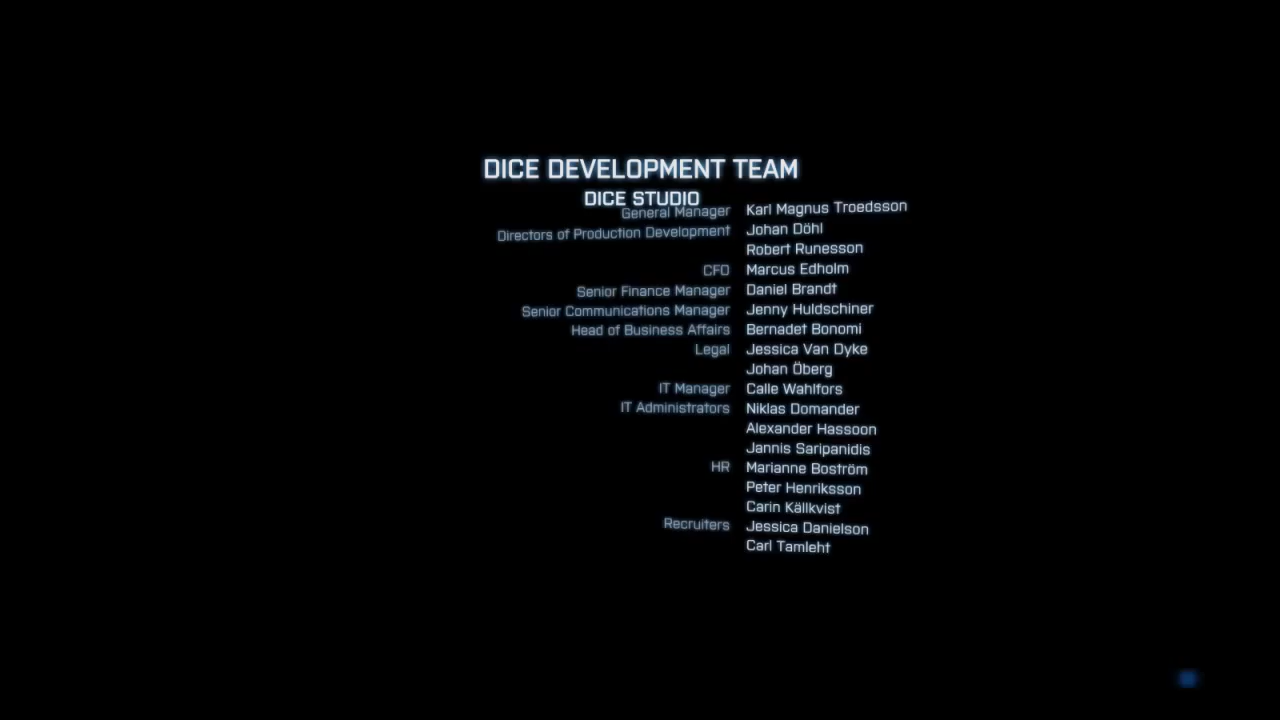 DICE DEVELOPMENT TEAM
DICE STUDIO
General Manager Karl Magnus Troedsson
Directors of Production Development Johan Döhl
Robert Runesson
CFO Marcus Edholm
Senior Finance Manager Daniel Brandt
Senior Communications Manager Jenny Huldschiner
Head of Business Affairs Bernadet Bonomi
Legal Jessica Van Dyke
Johan Öberg
IT Manager Calle Wahlfors
IT Administrators Niklas Domander
Alexander Hassoon
Jannis Saripanidis
HR Marianne Boström
Peter Henriksson
Carin Källkvist
Recruiters Jessica Danielson
Carl Tamleht